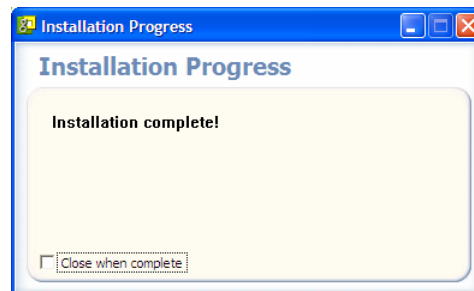 Installation Progress
Installation Progress
Installation complete!
Close when complete